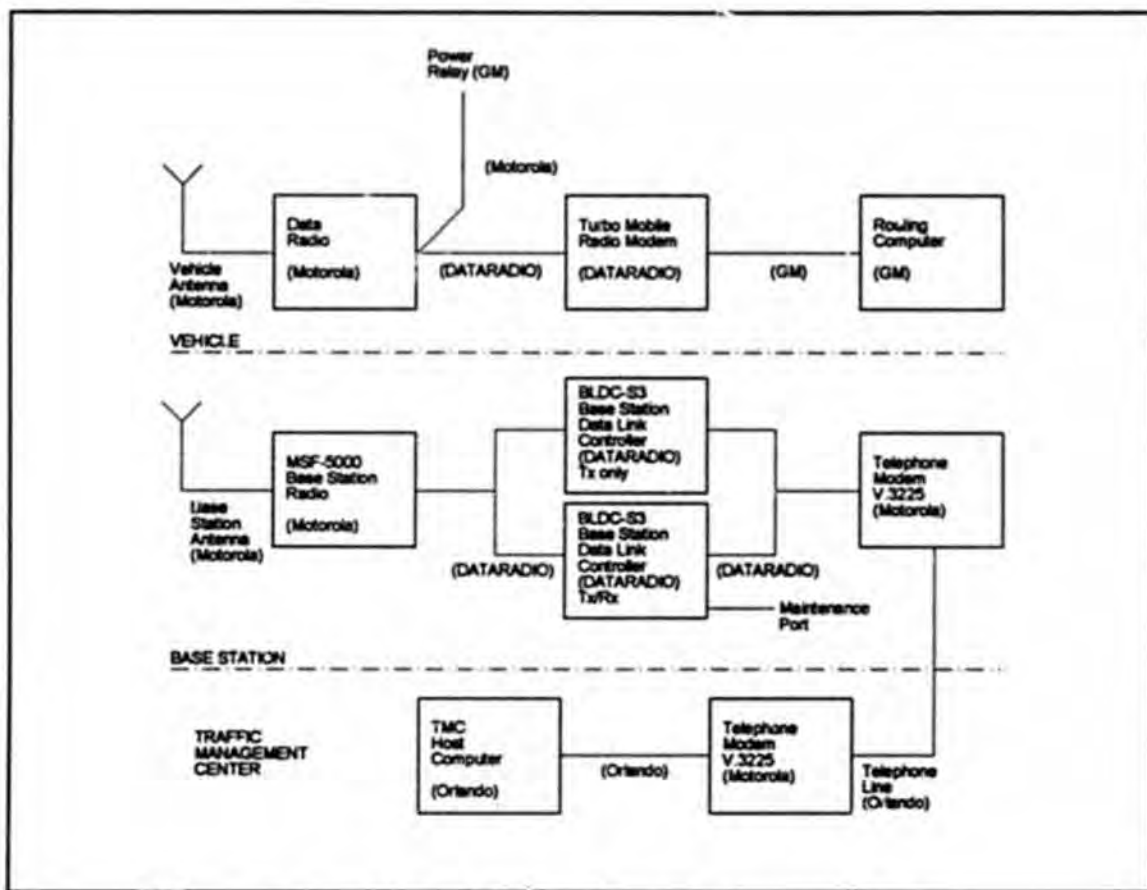 Power
Relay (GM)
(Motorola)
Data
Radio
(Motorola)
Turbo Mobile
Radio Modem
(DATARADIO)
Routing
Computer
(GM)
Vehicle
Antenna
(Motorola)
(DATARADIO)
(GM)
VEHICLE
MSF-5000
Base Station
Radio
(Motorola)
BLDC-S3
Base Station
Data Link
Controller
(DATARADIO)
Tx only
Telephone
Modem
V.3225
(Motorola)
Base
Station
Antenna
(Motorola)
BLDC-S3
Base Station
Data Link
Controller
(DATARADIO)
Tx/Rx
(DATARADIO)
(DATARADIO)
Maintenance
Port
BASE STATION
TRAFFIC
MANAGEMENT
CENTER
TMC
Host
Computer
(Orlando)
(Orlando)
Telephone
Modem
V.3225
(Motorola)
Telephone
Line
(Orlando)